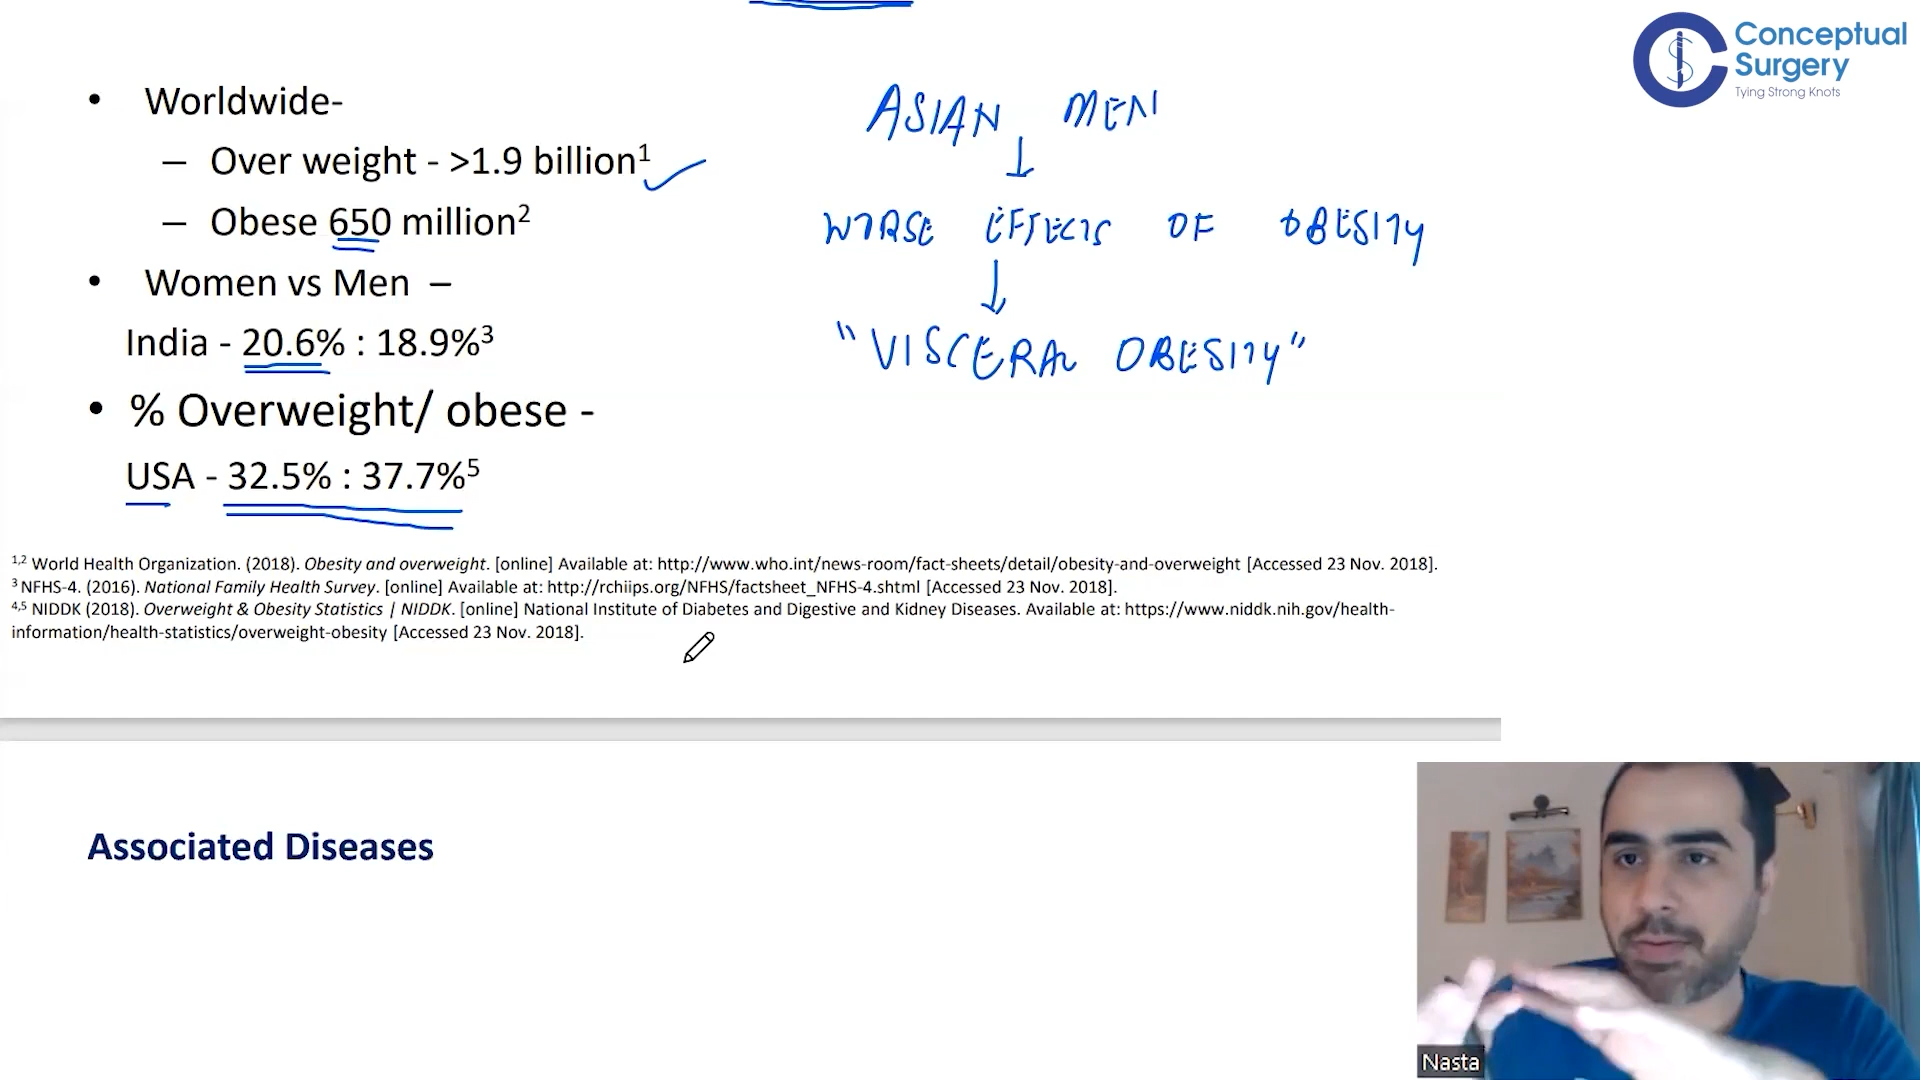 Conceptual
Surgery
Tying Strong Knots
• Worldwide-
– Over weight - >1.9 billion¹
– Obese 650 million²
• Women vs Men –
India - 20.6% : 18.9%³
• % Overweight/ obese -
USA - 32.5% : 37.7%⁵
ASIAN MEN
↓
WORSE EFFECTS OF OBESITY
↓
"VISCERAL OBESITY"
¹,² World Health Organization. (2018). Obesity and overweight. [online] Available at: http://www.who.int/news-room/fact-sheets/detail/obesity-and-overweight [Accessed 23 Nov. 2018].
³ NFHS-4. (2016). National Family Health Survey. [online] Available at: http://rchiips.org/NFHS/factsheet_NFHS-4.shtml [Accessed 23 Nov. 2018].
⁴,⁵ NIDDK (2018). Overweight & Obesity Statistics | NIDDK. [online] National Institute of Diabetes and Digestive and Kidney Diseases. Available at: https://www.niddk.nih.gov/health-
information/health-statistics/overweight-obesity [Accessed 23 Nov. 2018].
Associated Diseases
Nasta